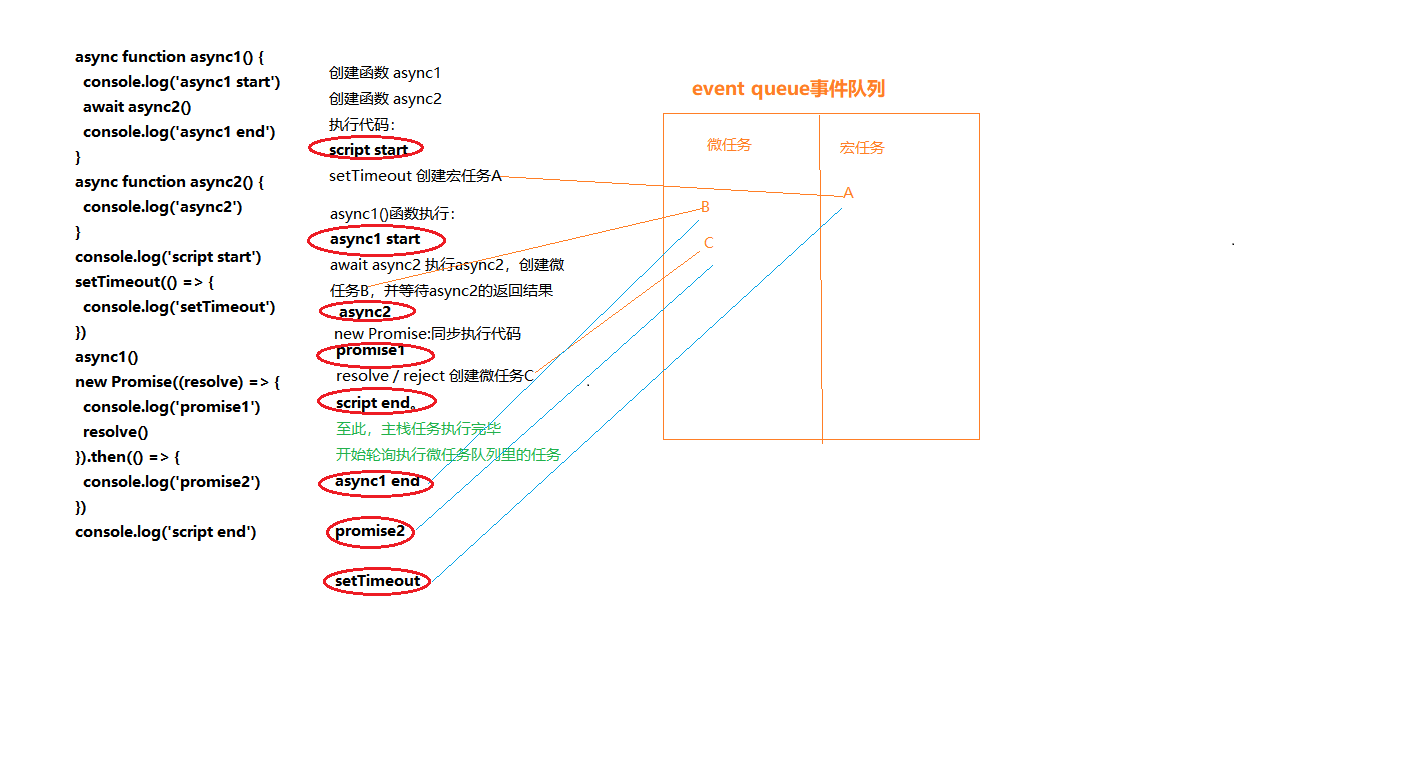 async function async1() {
console.log('async1 start')
await async2()
console.log('async1 end')
}
async function async2() {
console.log('async2')
}
console.log('script start')
setTimeout(() => {
console.log('setTimeout')
})
async1()
new Promise((resolve) => {
console.log('promise1')
resolve()
}).then(() => {
console.log('promise2')
})
console.log('script end')
创建函数 async1
创建函数 async2
执行代码：
script start
setTimeout 创建宏任务A
async1()函数执行：
async1 start
await async2 执行async2，创建微
任务B，并等待async2的返回结果
async2
new Promise:同步执行代码
promise1
resolve / reject 创建微任务C
script end。
至此，主栈任务执行完毕
开始轮询执行微任务队列里的任务
async1 end
promise2
setTimeout
event queue事件队列
微任务
宏任务
A
B
C